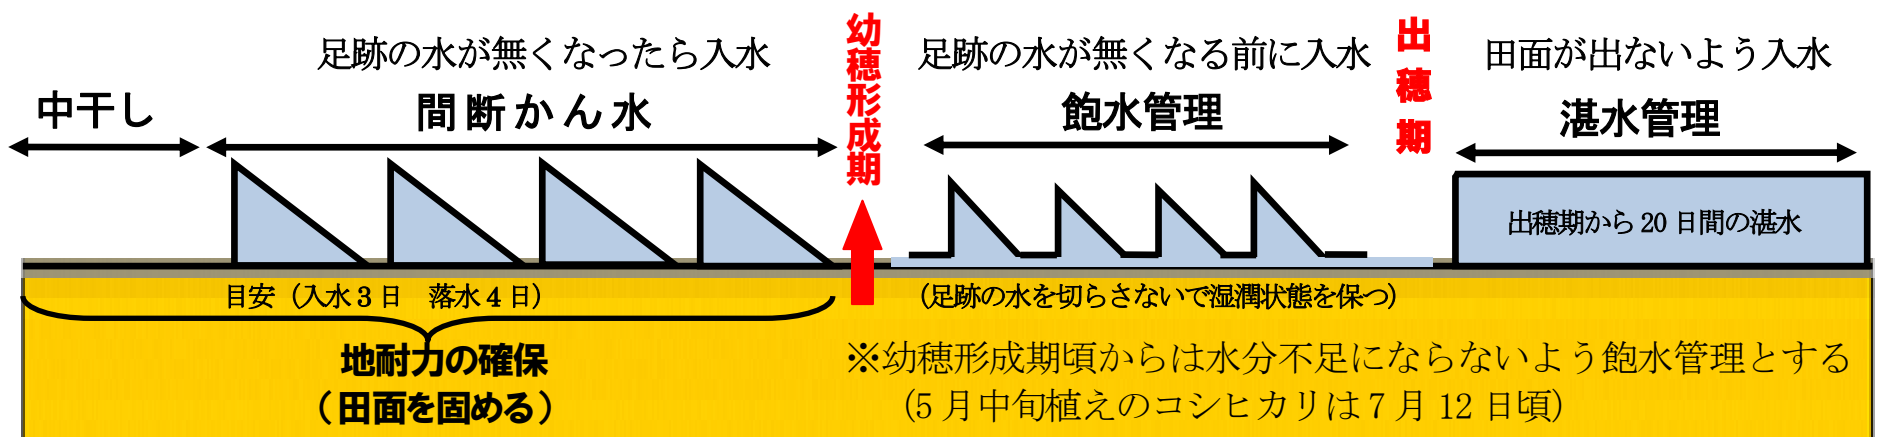 中干し
足跡の水が無くなったら入水
間断かん水
幼穂形成期
足跡の水が無くなる前に入水
飽水管理
出穂期
田面が出ないよう入水
湛水管理
出穂期から20日間の湛水
目安（入水3日　落水4日）
地耐力の確保
（田面を固める）
（足跡の水を切らさないで湿潤状態を保つ）
※幼穂形成期頃からは水分不足にならないよう飽水管理とする
（5月中旬植えのコシヒカリは7月12日頃）